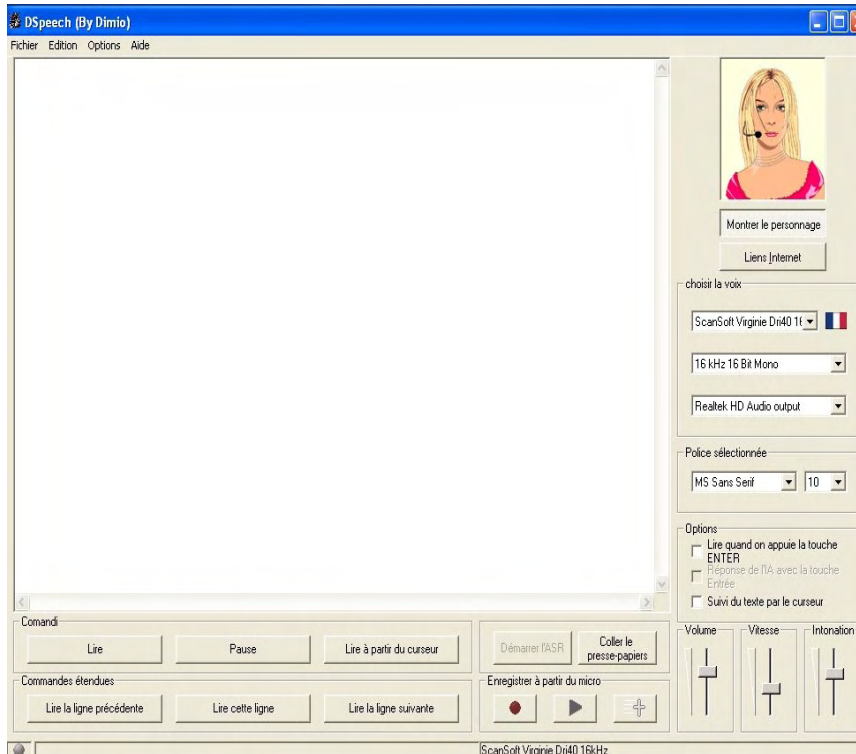 DSpeech (By Dimio)
Fichier Edition Options Aide
Montrer le personnage
Liens Internet
choisir la voix
ScanSoft Virginie Dri40 16
16 kHz 16 Bit Mono
Realtek HD Audio output
Police sélectionnée
MS Sans Serif 10
Options
Lire quand on appuie la touche
ENTER
Réponse de l'IA avec la touche
Entrée
Suivi du texte par le curseur
Comandi
Lire Pause Lire à partir du curseur
Démarrer l'ASR
Coller le
presse-papiers
Volume Vitesse Intonation
Commandes étendues
Lire la ligne précédente Lire cette ligne Lire la ligne suivante
Enregistrer à partir du micro
ScanSoft Virginie Dri40 16kHz